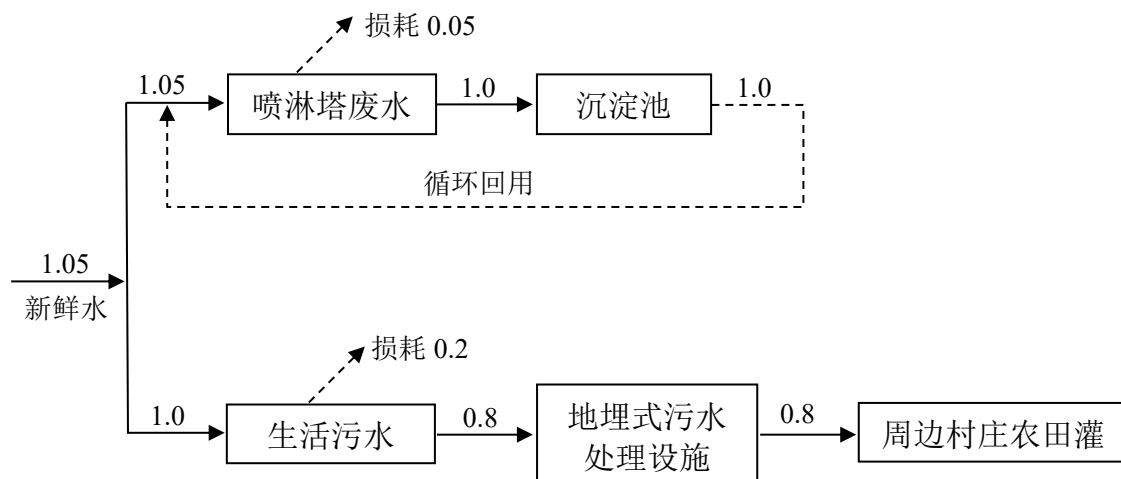 损耗 0.05
1.05
喷淋塔废水
1.0
沉淀池
1.0
循环回用
1.05
新鲜水
损耗 0.2
1.0
生活污水
0.8
地埋式污水
处理设施
0.8
周边村庄农田灌